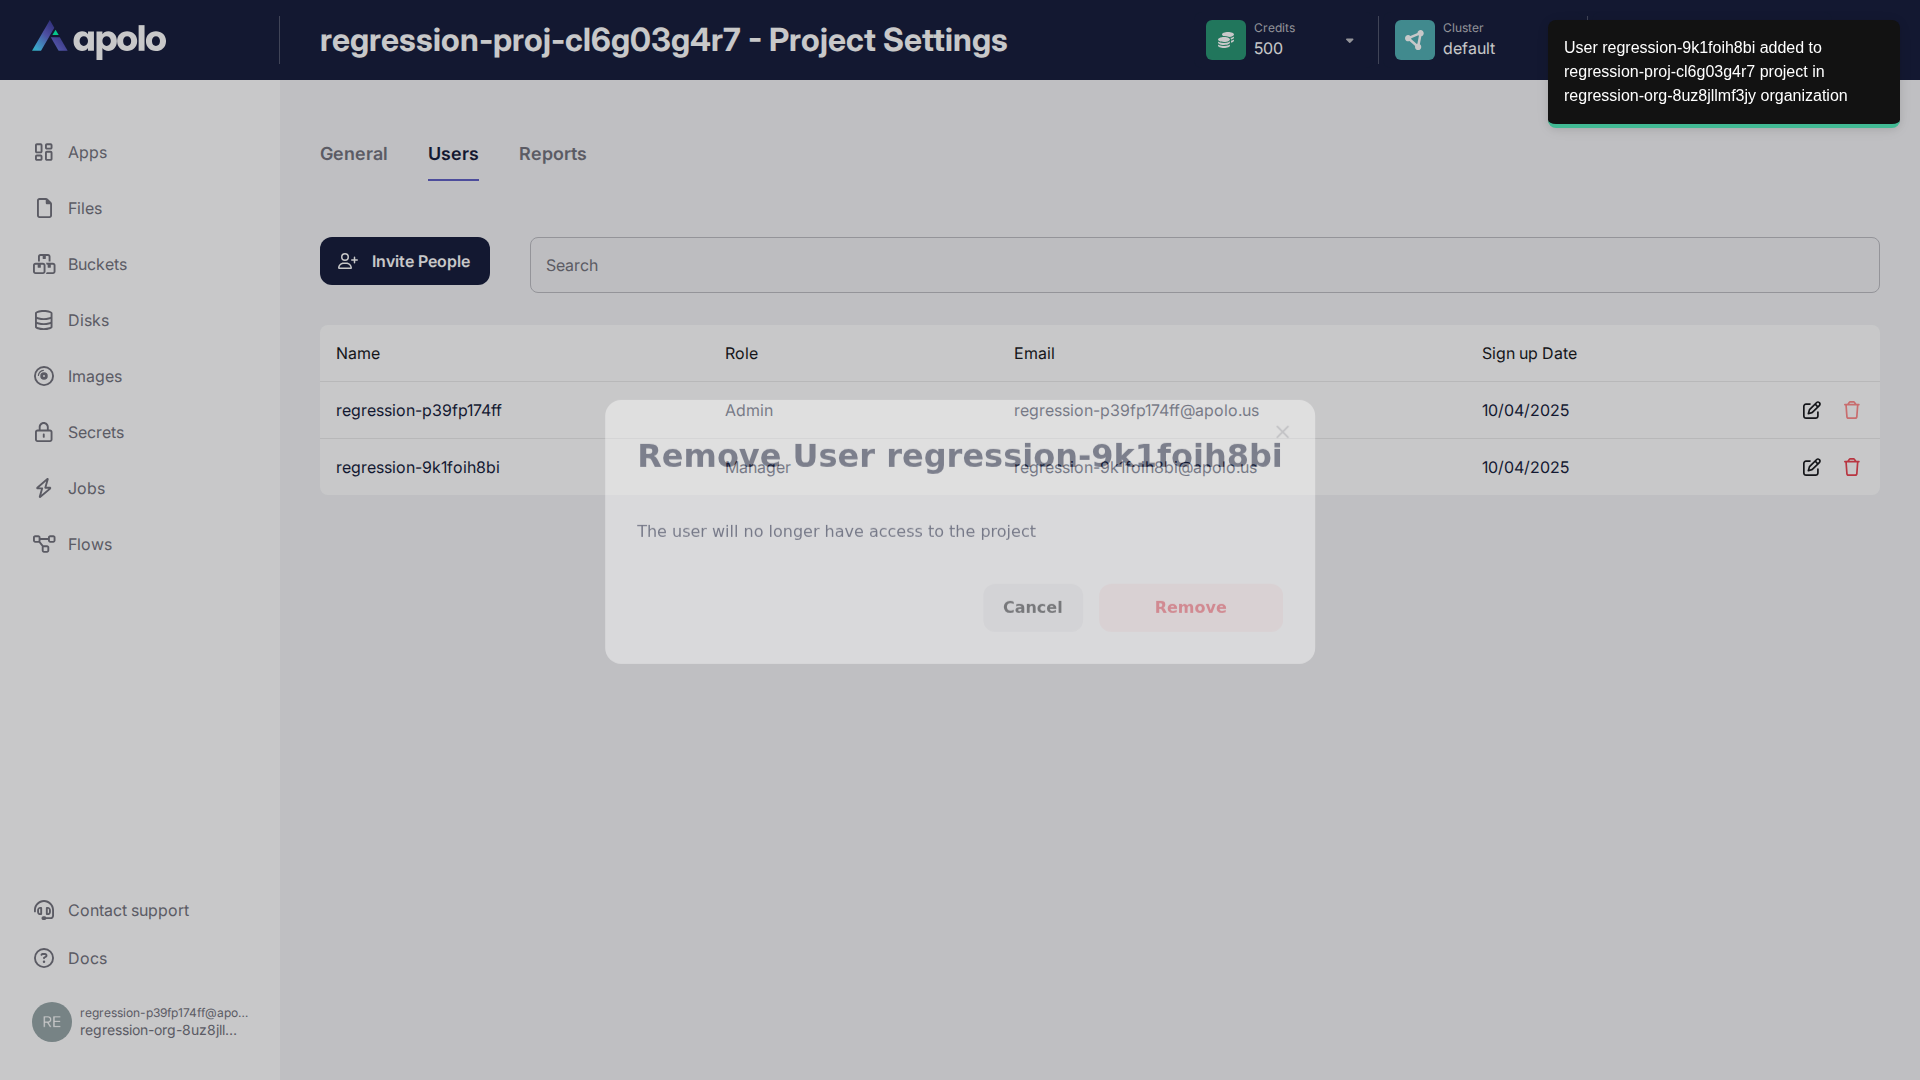 apolo
regression-proj-cl6g03g4r7 - Project Settings
Credits
500
Cluster
default
User regression-9k1foih8bi added to
regression-proj-cl6g03g4r7 project in
regression-org-8uz8jllmf3jy organization
Apps
Files
Buckets
Disks
Images
Secrets
Jobs
Flows
Contact support
Docs
RE
regression-p39fp174ff@apo...
regression-org-8uz8jll...
General Users Reports
Invite People
Search
Name Role Email Sign up Date
regression-p39fp174ff Admin regression-p39fp174ff@apolo.us 10/04/2025
regression-9k1foih8bi Manager regression-9k1foih8bi@apolo.us 10/04/2025
Remove User regression-9k1foih8bi
The user will no longer have access to the project
Cancel Remove